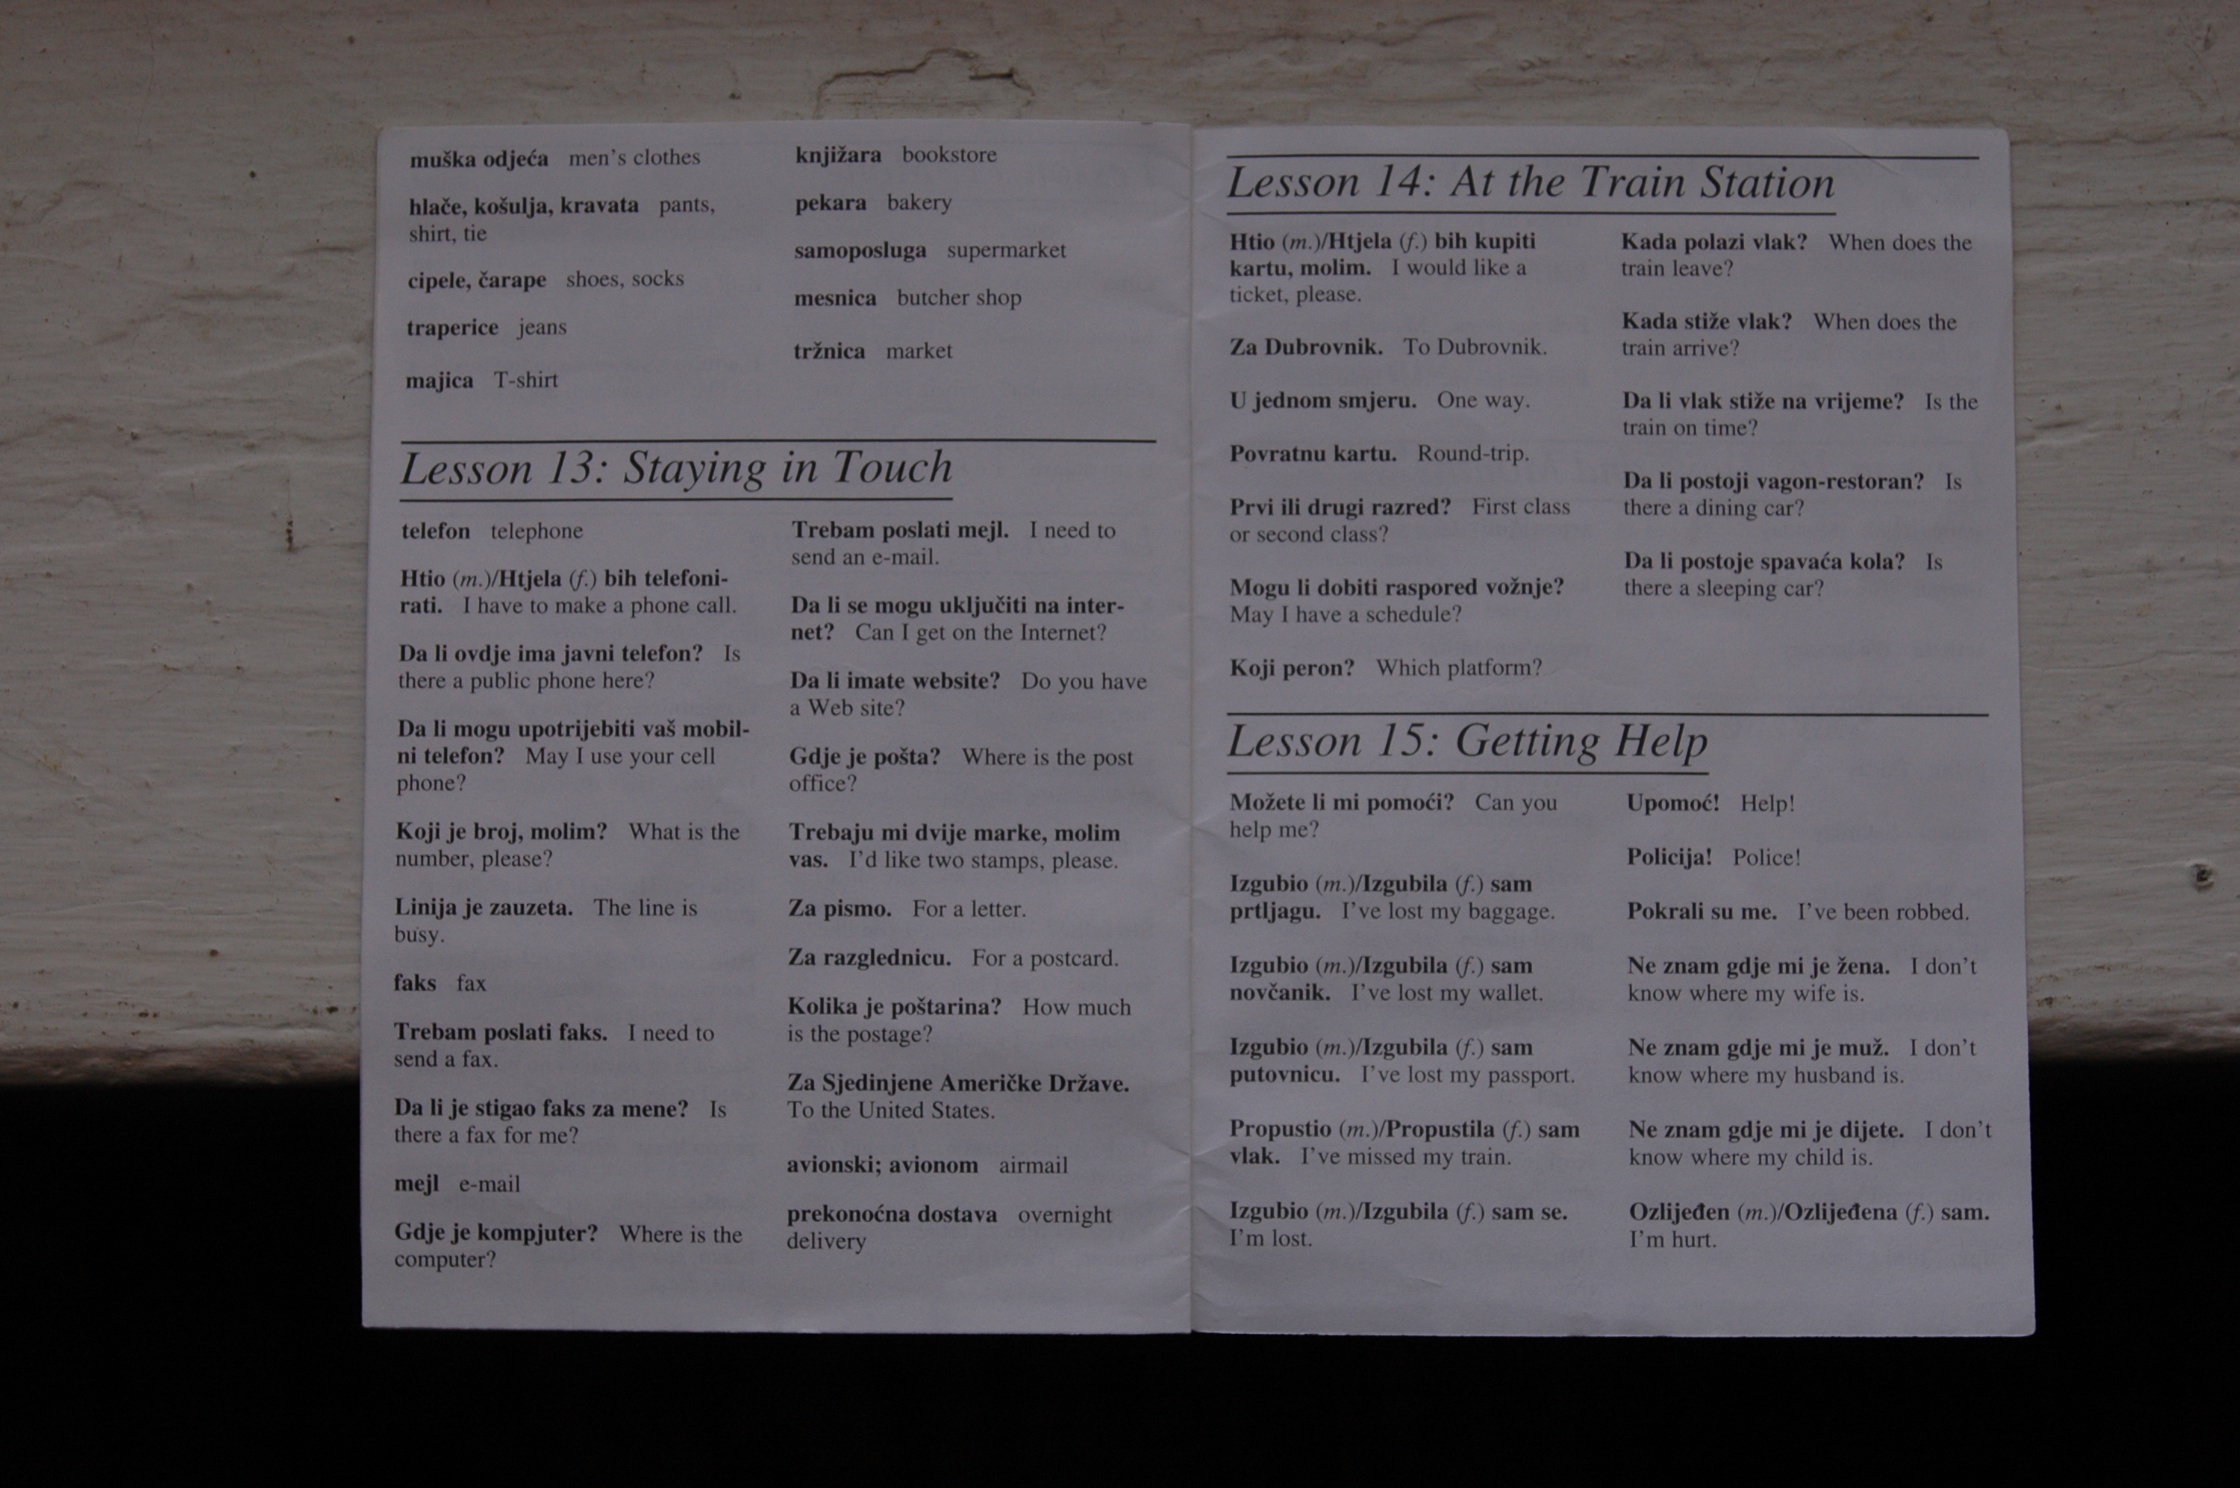 muška odjeća men's clothes
hlače, košulja, kravata pants,
shirt, tie
cipele, čarape shoes, socks
traperice jeans
majica T-shirt
knjižara bookstore
pekara bakery
samoposluga supermarket
mesnica butcher shop
tržnica market
Lesson 13: Staying in Touch
telefon telephone
Htio (m.)/Htjela (f.) bih telefoni-
rati. I have to make a phone call.
Da li ovdje ima javni telefon? Is
there a public phone here?
Da li mogu upotrijebiti vaš mobil-
ni telefon? May I use your cell
phone?
Koji je broj, molim? What is the
number, please?
Linija je zauzeta. The line is
busy.
faks fax
Trebam poslati faks. I need to
send a fax.
Da li je stigao faks za mene? Is
there a fax for me?
mejl e-mail
Gdje je kompjuter? Where is the
computer?
Trebam poslati mejl. I need to
send an e-mail.
Da li se mogu uključiti na inter-
net? Can I get on the Internet?
Da li imate website? Do you have
a Web site?
Gdje je pošta? Where is the post
office?
Trebaju mi dvije marke, molim
vas. I'd like two stamps, please.
Za pismo. For a letter.
Za razglednicu. For a postcard.
Kolika je poštarina? How much
is the postage?
Za Sjedinjene Američke Države.
To the United States.
avionski; avionom airmail
prekonoćna dostava overnight
delivery
Lesson 14: At the Train Station
Htio (m.)/Htjela (f.) bih kupiti
kartu, molim. I would like a
ticket, please.
Za Dubrovnik. To Dubrovnik.
U jednom smjeru. One way.
Povratnu kartu. Round-trip.
Prvi ili drugi razred? First class
or second class?
Mogu li dobiti raspored vožnje?
May I have a schedule?
Koji peron? Which platform?
Kada polazi vlak? When does the
train leave?
Kada stiže vlak? When does the
train arrive?
Da li vlak stiže na vrijeme? Is the
train on time?
Da li postoji vagon-restoran? Is
there a dining car?
Da li postoje spavaća kola? Is
there a sleeping car?
Lesson 15: Getting Help
Možete li mi pomoći? Can you
help me?
Izgubio (m.)/Izgubila (f.) sam
prtljagu. I've lost my baggage.
Izgubio (m.)/Izgubila (f.) sam
novčanik. I've lost my wallet.
Izgubio (m.)/Izgubila (f.) sam
putovnicu. I've lost my passport.
Propustio (m.)/Propustila (f.) sam
vlak. I've missed my train.
Izgubio (m.)/Izgubila (f.) sam se.
I'm lost.
Upomoć! Help!
Policija! Police!
Pokrali su me. I've been robbed.
Ne znam gdje mi je žena. I don't
know where my wife is.
Ne znam gdje mi je muž. I don't
know where my husband is.
Ne znam gdje mi je dijete. I don't
know where my child is.
Ozlijeđen (m.)/Ozlijeđena (f.) sam.
I'm hurt.